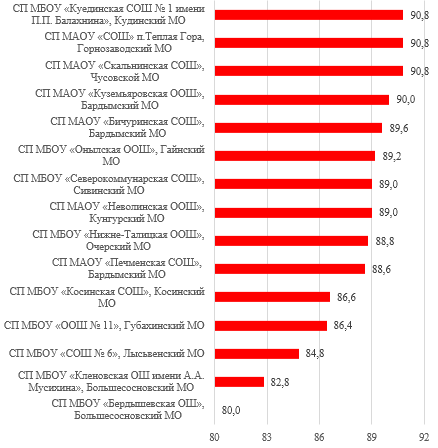 СП МБОУ «Куединская СОШ № 1 имени
П.П. Балахнина», Кудинский МО
90,8
СП МАОУ «СОШ» п.Теплая Гора,
Горнозаводский МО
90,8
СП МАОУ «Скальнинская СОШ»,
Чусовской МО
90,8
СП МАОУ «Куземьяровская ООШ»,
Бардымский МО
90,0
СП МАОУ «Бичуринская СОШ»,
Бардымский МО
89,6
СП МБОУ «Онылская ООШ», Гайнский
МО
89,2
СП МБОУ «Северокоммунарская СОШ»,
Сивинский МО
89,0
СП МАОУ «Неволинская ООШ»,
Кунгурский МО
89,0
СП МБОУ «Нижне-Талицкая ООШ»,
Очерский МО
88,8
СП МАОУ «Печменская СОШ»,
Бардымский МО
88,6
СП МБОУ «Косинская СОШ», Косинский
МО
86,6
СП МБОУ «ООШ № 11», Губахинский МО
86,4
СП МБОУ «СОШ № 6», Лысьвенский МО
84,8
СП МБОУ «Кленовская ОШ имени А.А.
Мусихина», Большесосновский МО
82,8
СП МБОУ «Бердышевская ОШ»,
Большесосновский МО
80,0
80 83 86 89 92